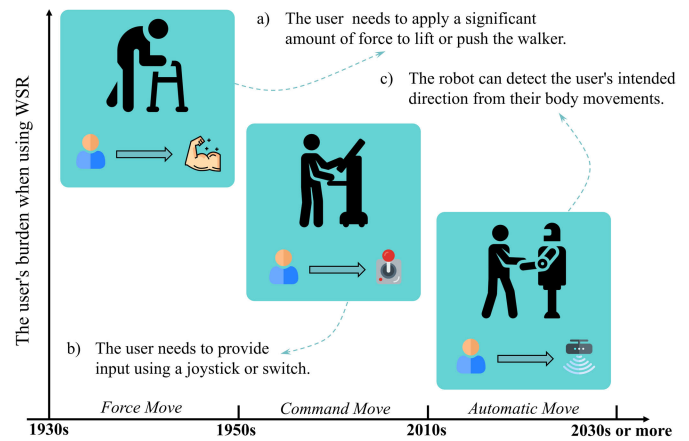 The user's burden when using WSR
a) The user needs to apply a significant
amount of force to lift or push the walker.
c) The robot can detect the user's intended
direction from their body movements.
b) The user needs to provide
input using a joystick or switch.
Force Move
Command Move
Automatic Move
1930s
1950s
2010s
2030s or more